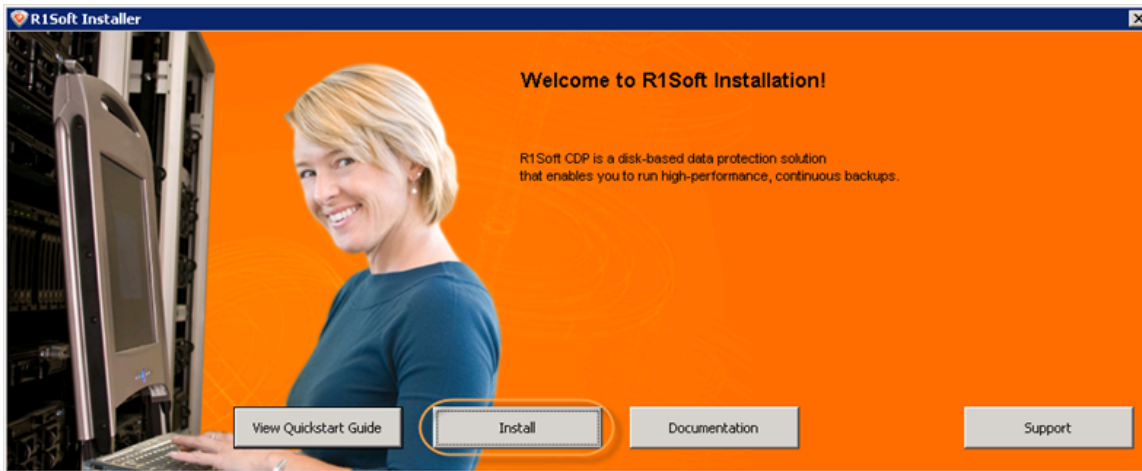 R1Soft Installer
Welcome to R1Soft Installation!
R1Soft CDP is a disk-based data protection solution
that enables you to run high-performance, continuous backups.
View Quickstart Guide
Install
Documentation
Support